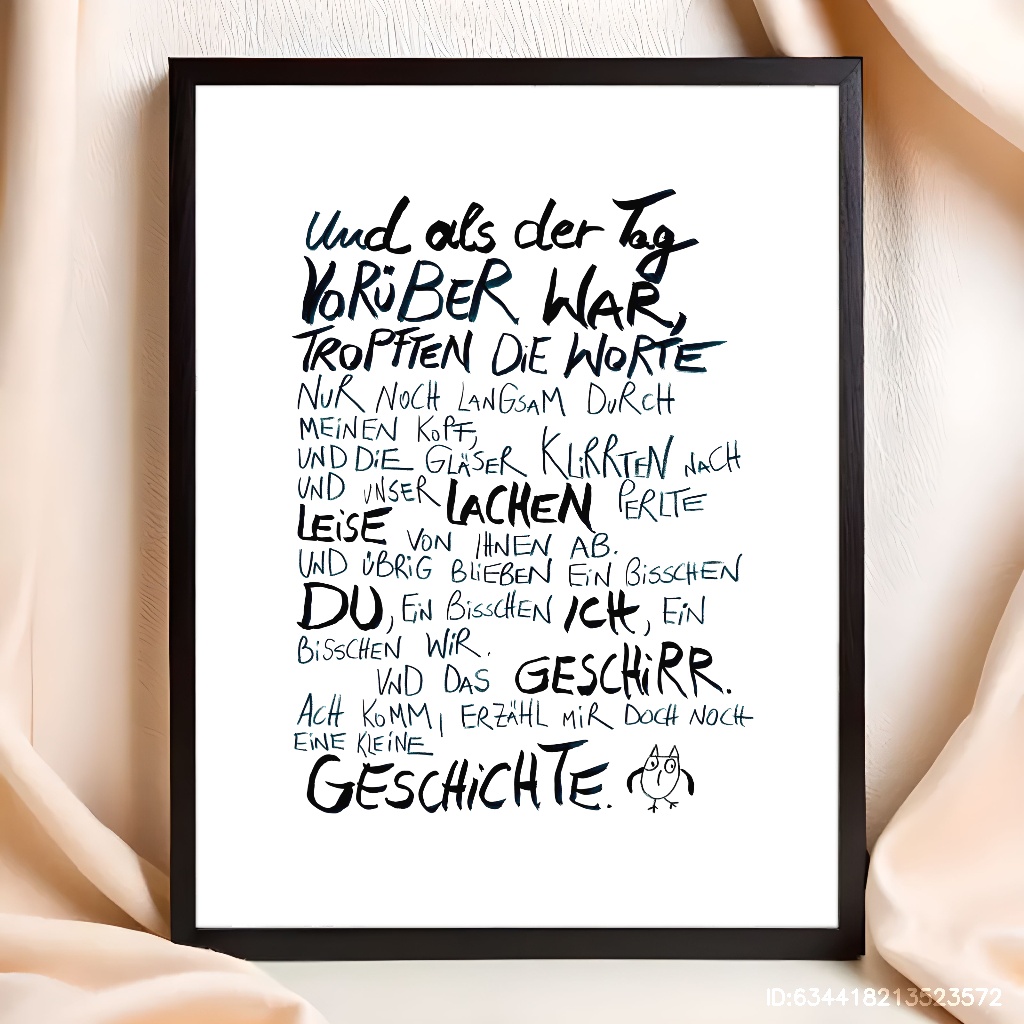 Und als der Tag
VORÜBER WAR,
TROPFTEN DIE WORTE
NUR NOCH LANGSAM DURCH
MEINEN KOPF,
UND DIE GLÄSER KLIRRTEN NACH
UND UNSER LACHEN PERLTE
LEISE VON IHNEN AB.
UND ÜBRIG BLIEBEN EIN BISSCHEN
DU, EIN BISSCHEN ICH, EIN
BISSCHEN WIR.
UND DAS GESCHIRR.
ACH KOMM, ERZÄHL MIR DOCH NOCH
EINE KLEINE
GESCHICHTE.
ID:634418213523572